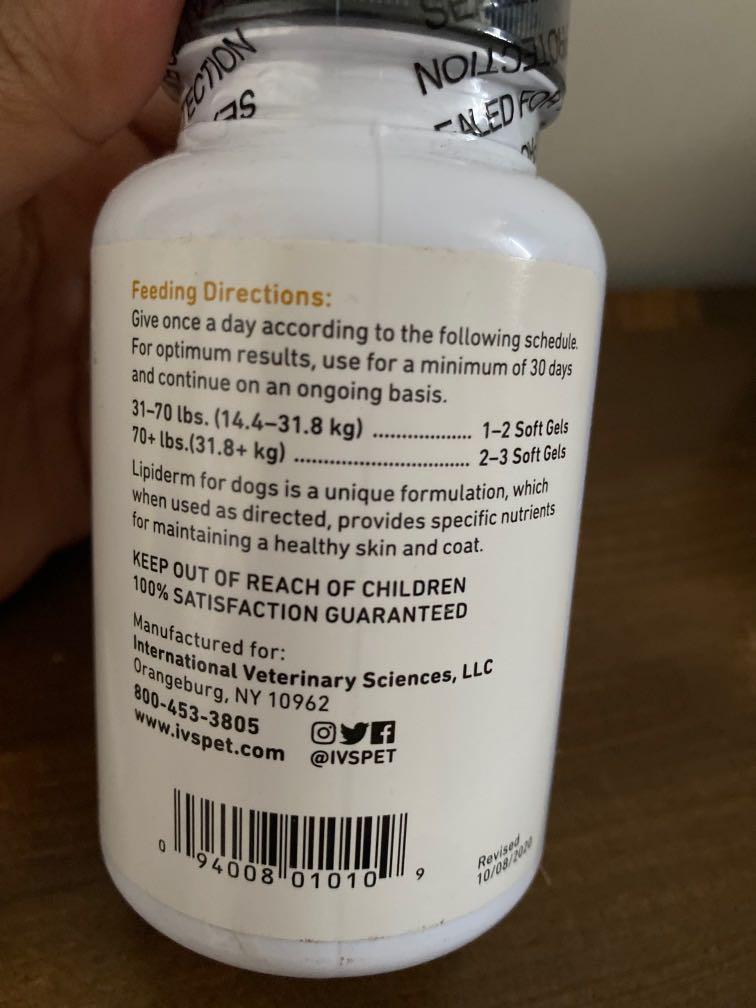 ECTION
SE
NOITECTION
SEALED FOR
Feeding Directions:
Give once a day according to the following schedule.
For optimum results, use for a minimum of 30 days
and continue on an ongoing basis.
31–70 lbs. (14.4–31.8 kg) .................. 1–2 Soft Gels
70+ lbs.(31.8+ kg) ................................ 2–3 Soft Gels
Lipiderm for dogs is a unique formulation, which
when used as directed, provides specific nutrients
for maintaining a healthy skin and coat.
KEEP OUT OF REACH OF CHILDREN
100% SATISFACTION GUARANTEED
Manufactured for:
International Veterinary Sciences, LLC
Orangeburg, NY 10962
800-453-3805
www.ivspet.com @IVSPET
0 94008 01010 9
Revised
10/08/2020